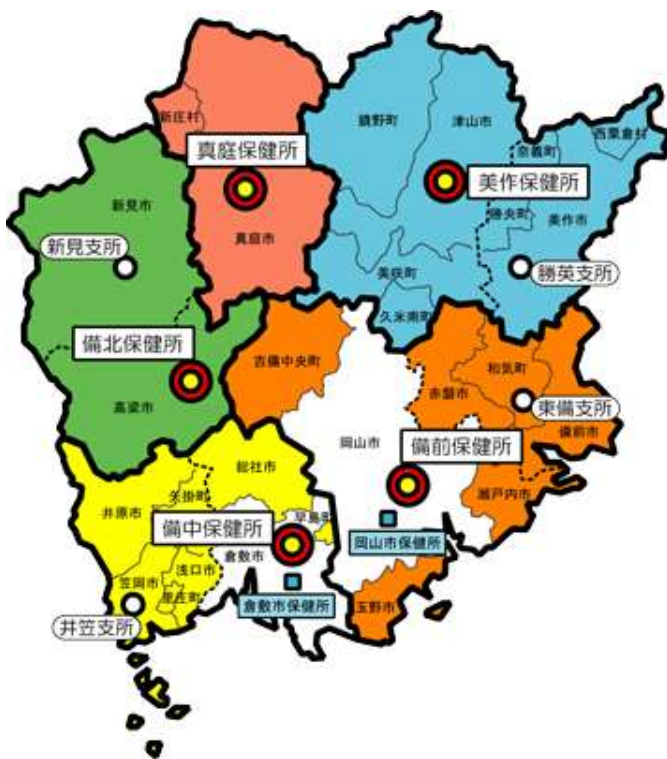 新庄村
鏡野町
津山市
西粟倉村
奈義町
真庭保健所
美作保健所
新見市
勝央町
美作市
真庭市
新見支所
美咲町
勝英支所
久米南町
備北保健所
吉備中央町
和気町
赤磐市
高梁市
東備支所
備前市
岡山市
備前保健所
総社市
矢掛町
瀬戸内市
井原市
備中保健所
早島町
岡山市保健所
倉敷市
浅口市
笠岡市
里庄町
倉敷市保健所
玉野市
井笠支所